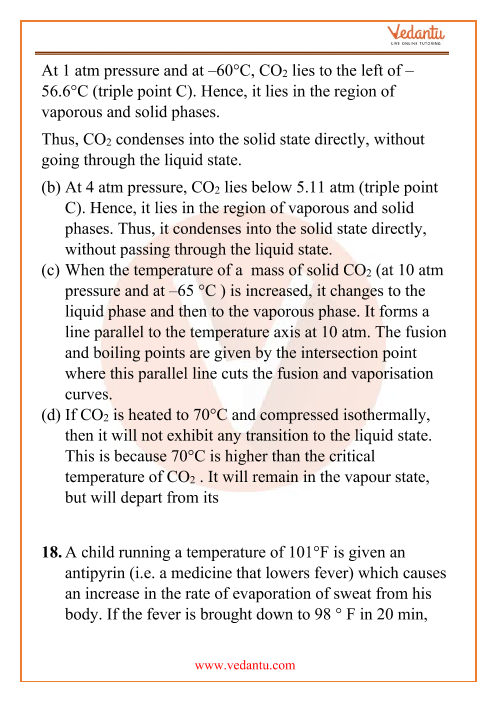 Vedantu
LIVE ONLINE TUTORING
At 1 atm pressure and at –60°C, CO₂ lies to the left of –
56.6°C (triple point C). Hence, it lies in the region of
vaporous and solid phases.
Thus, CO₂ condenses into the solid state directly, without
going through the liquid state.
(b) At 4 atm pressure, CO₂ lies below 5.11 atm (triple point
C). Hence, it lies in the region of vaporous and solid
phases. Thus, it condenses into the solid state directly,
without passing through the liquid state.
(c) When the temperature of a mass of solid CO₂ (at 10 atm
pressure and at –65 °C ) is increased, it changes to the
liquid phase and then to the vaporous phase. It forms a
line parallel to the temperature axis at 10 atm. The fusion
and boiling points are given by the intersection point
where this parallel line cuts the fusion and vaporisation
curves.
(d) If CO₂ is heated to 70°C and compressed isothermally,
then it will not exhibit any transition to the liquid state.
This is because 70°C is higher than the critical
temperature of CO₂ . It will remain in the vapour state,
but will depart from its
18. A child running a temperature of 101°F is given an
antipyrin (i.e. a medicine that lowers fever) which causes
an increase in the rate of evaporation of sweat from his
body. If the fever is brought down to 98 ° F in 20 min,
www.vedantu.com